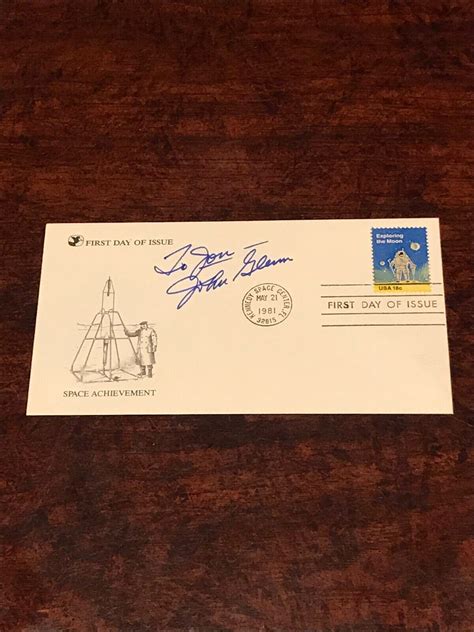 FIRST DAY OF ISSUE
To Jon
John Glenn
Exploring
the Moon
USA 18c
KENNEDY SPACE CENTER, FL
MAY 21
1981
32815
FIRST DAY OF ISSUE
SPACE ACHIEVEMENT